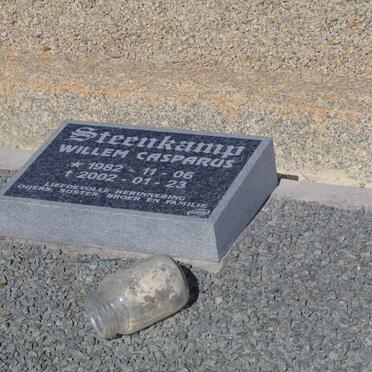 Steenkamp
WILLEM CASPARUS
* 1982 - 11 - 06
† 2002 - 01 - 23
LIEFDEVOLLE HERINNERING
OUERS, SUSTER, BROER EN FAMILIE